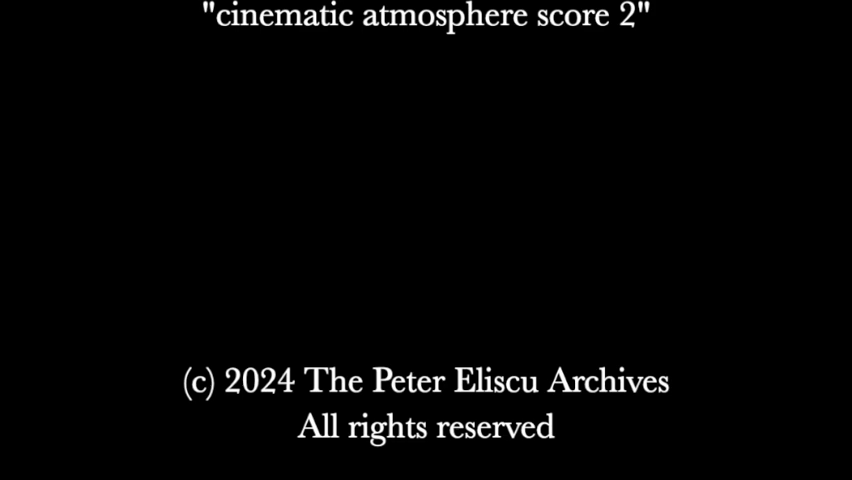 "cinematic atmosphere score 2"
(c) 2024 The Peter Eliscu Archives
All rights reserved